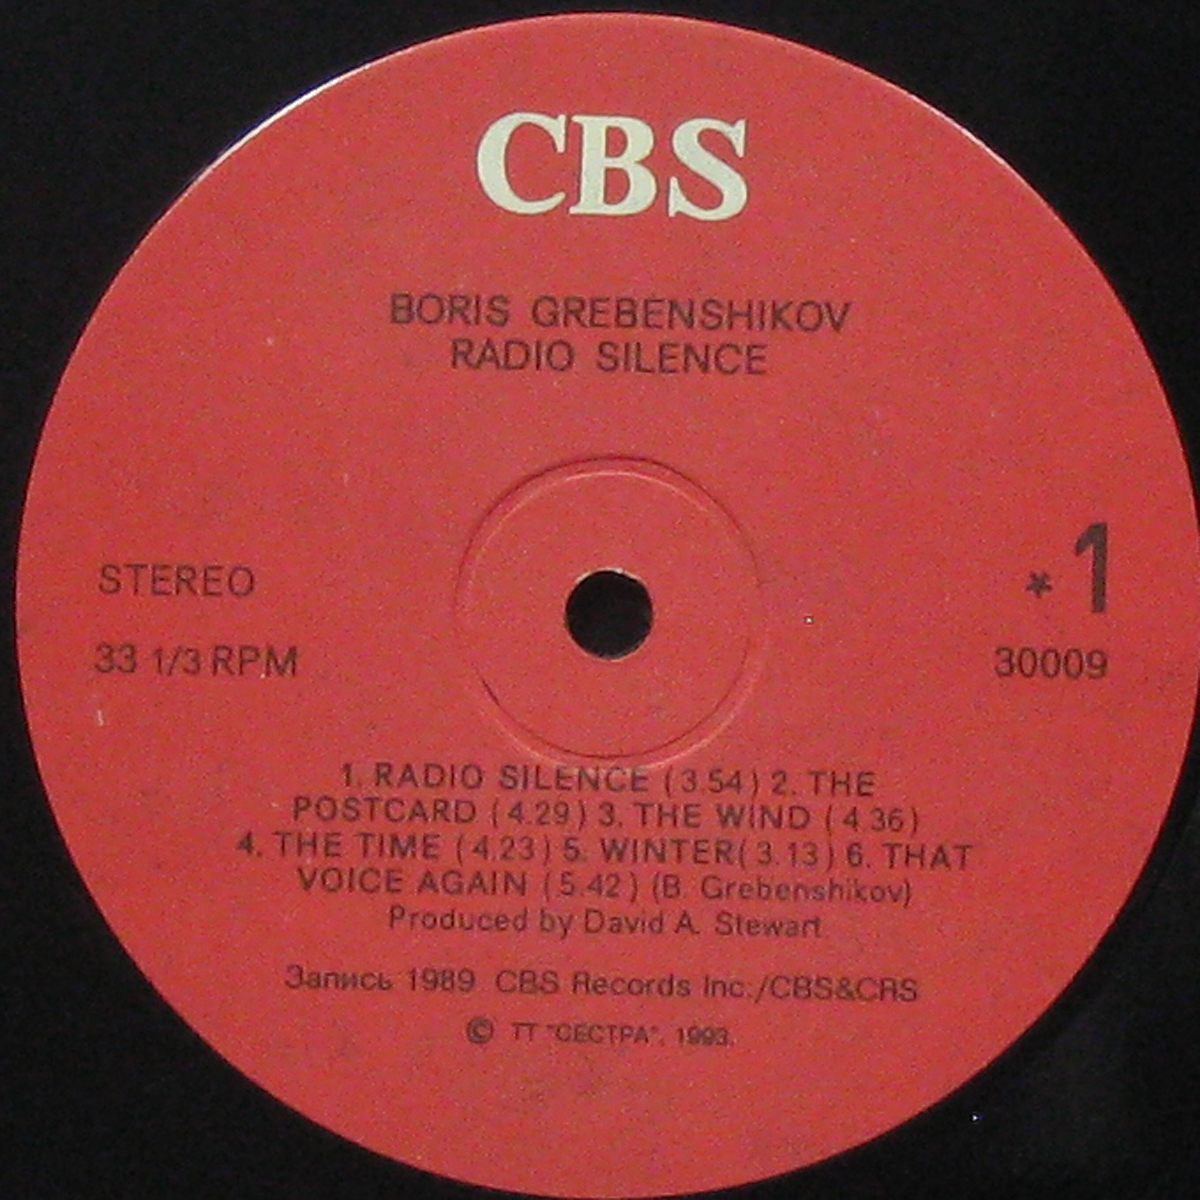 CBS
BORIS GREBENSHIKOV
RADIO SILENCE
STEREO
* 1
33 1/3 RPM
30009
1. RADIO SILENCE (3.54) 2. THE
POSTCARD (4.29) 3. THE WIND (4 36)
4. THE TIME (4.23) 5. WINTER(3.13) 6. THAT
VOICE AGAIN (5.42) (B. Grebenshikov)
Produced by David A. Stewart
Запись 1989 CBS Records Inc./CBS&CRS
© ТТ "СЕСТРА". 1993.